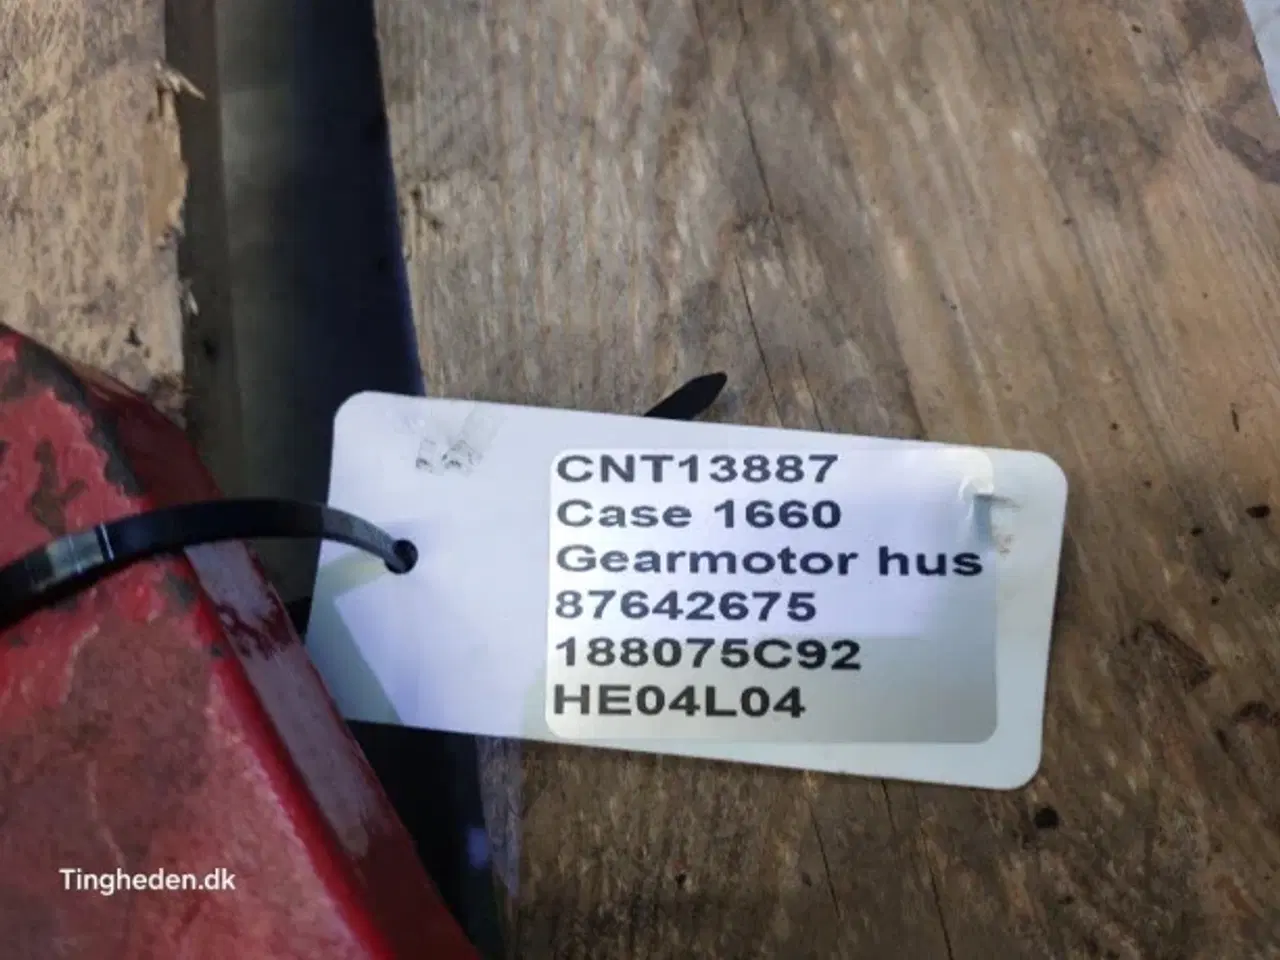 CNT13887
Case 1660
Gearmotor hus
87642675
188075C92
HE04L04
Tingheden.dk